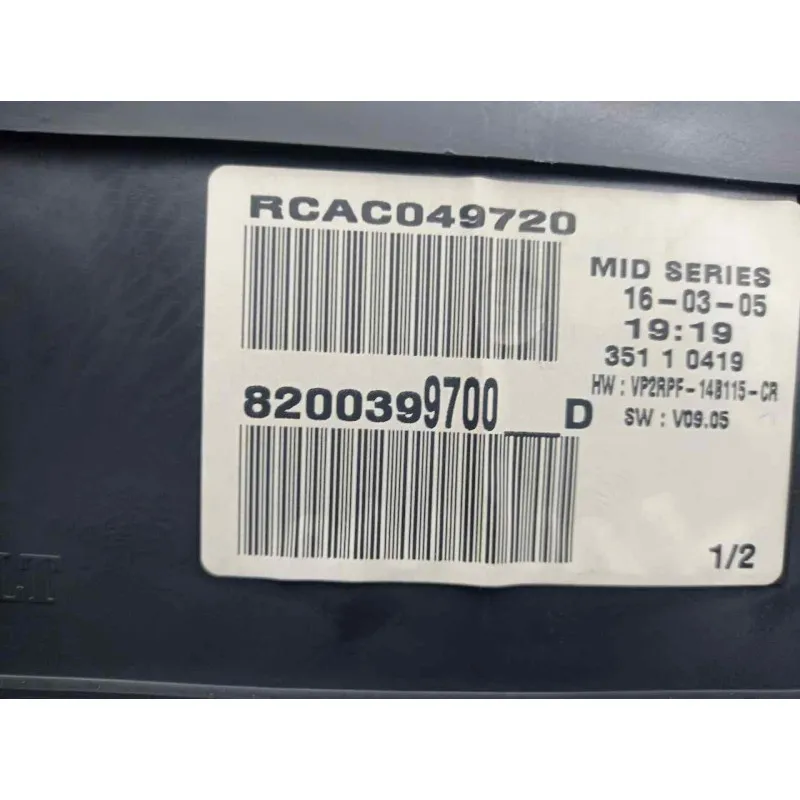 RCAC049720
MID SERIES
16-03-05
19:19
351 1 0419
HW : VP2RPF-14B115-CR
SW : V09.05
8200399700__D
1/2